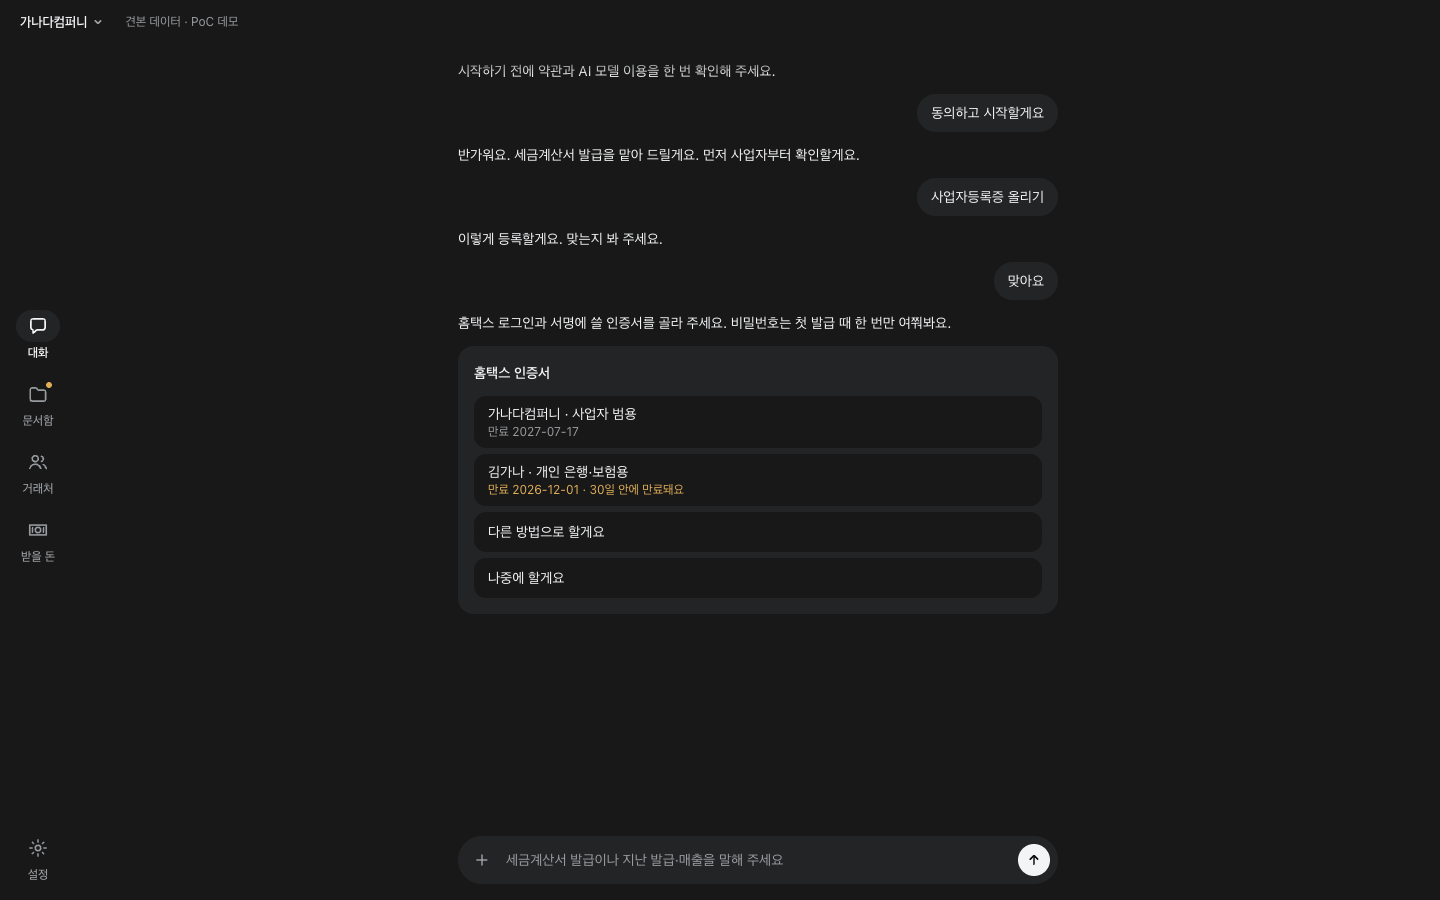 가나다컴퍼니
견본 데이터 · PoC 데모
시작하기 전에 약관과 AI 모델 이용을 한 번 확인해 주세요.
동의하고 시작할게요
반가워요. 세금계산서 발급을 맡아 드릴게요. 먼저 사업자부터 확인할게요.
사업자등록증 올리기
이렇게 등록할게요. 맞는지 봐 주세요.
맞아요
홈택스 로그인과 서명에 쓸 인증서를 골라 주세요. 비밀번호는 첫 발급 때 한 번만 여쭤봐요.
홈택스 인증서
가나다컴퍼니 · 사업자 범용
만료 2027-07-17
김가나 · 개인 은행·보험용
만료 2026-12-01 · 30일 안에 만료돼요
다른 방법으로 할게요
나중에 할게요
대화
문서함
거래처
받을 돈
설정
세금계산서 발급이나 지난 발급·매출을 말해 주세요